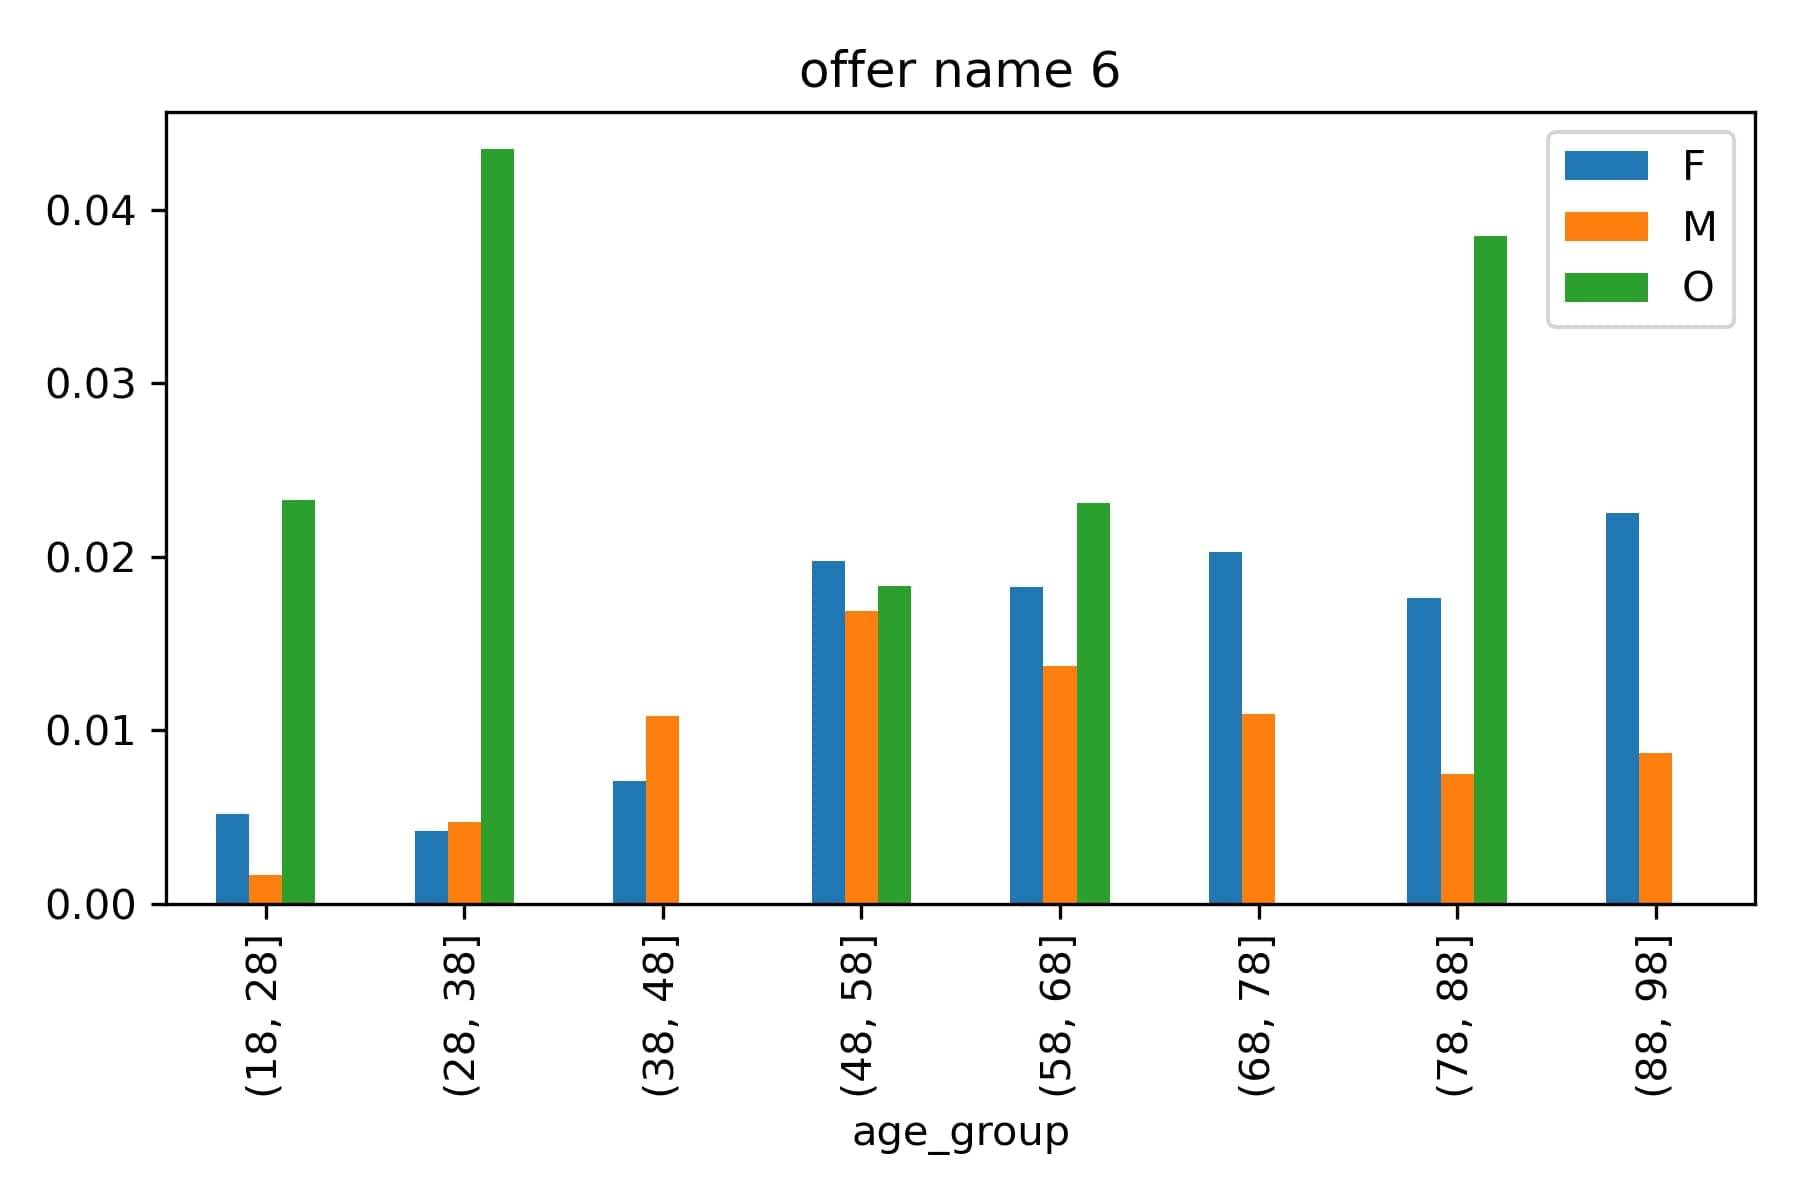 offer name 6
F
M
O
0.04
0.03
0.02
0.01
0.00
(18, 28]
(28, 38]
(38, 48]
(48, 58]
(58, 68]
(68, 78]
(78, 88]
(88, 98]
age_group